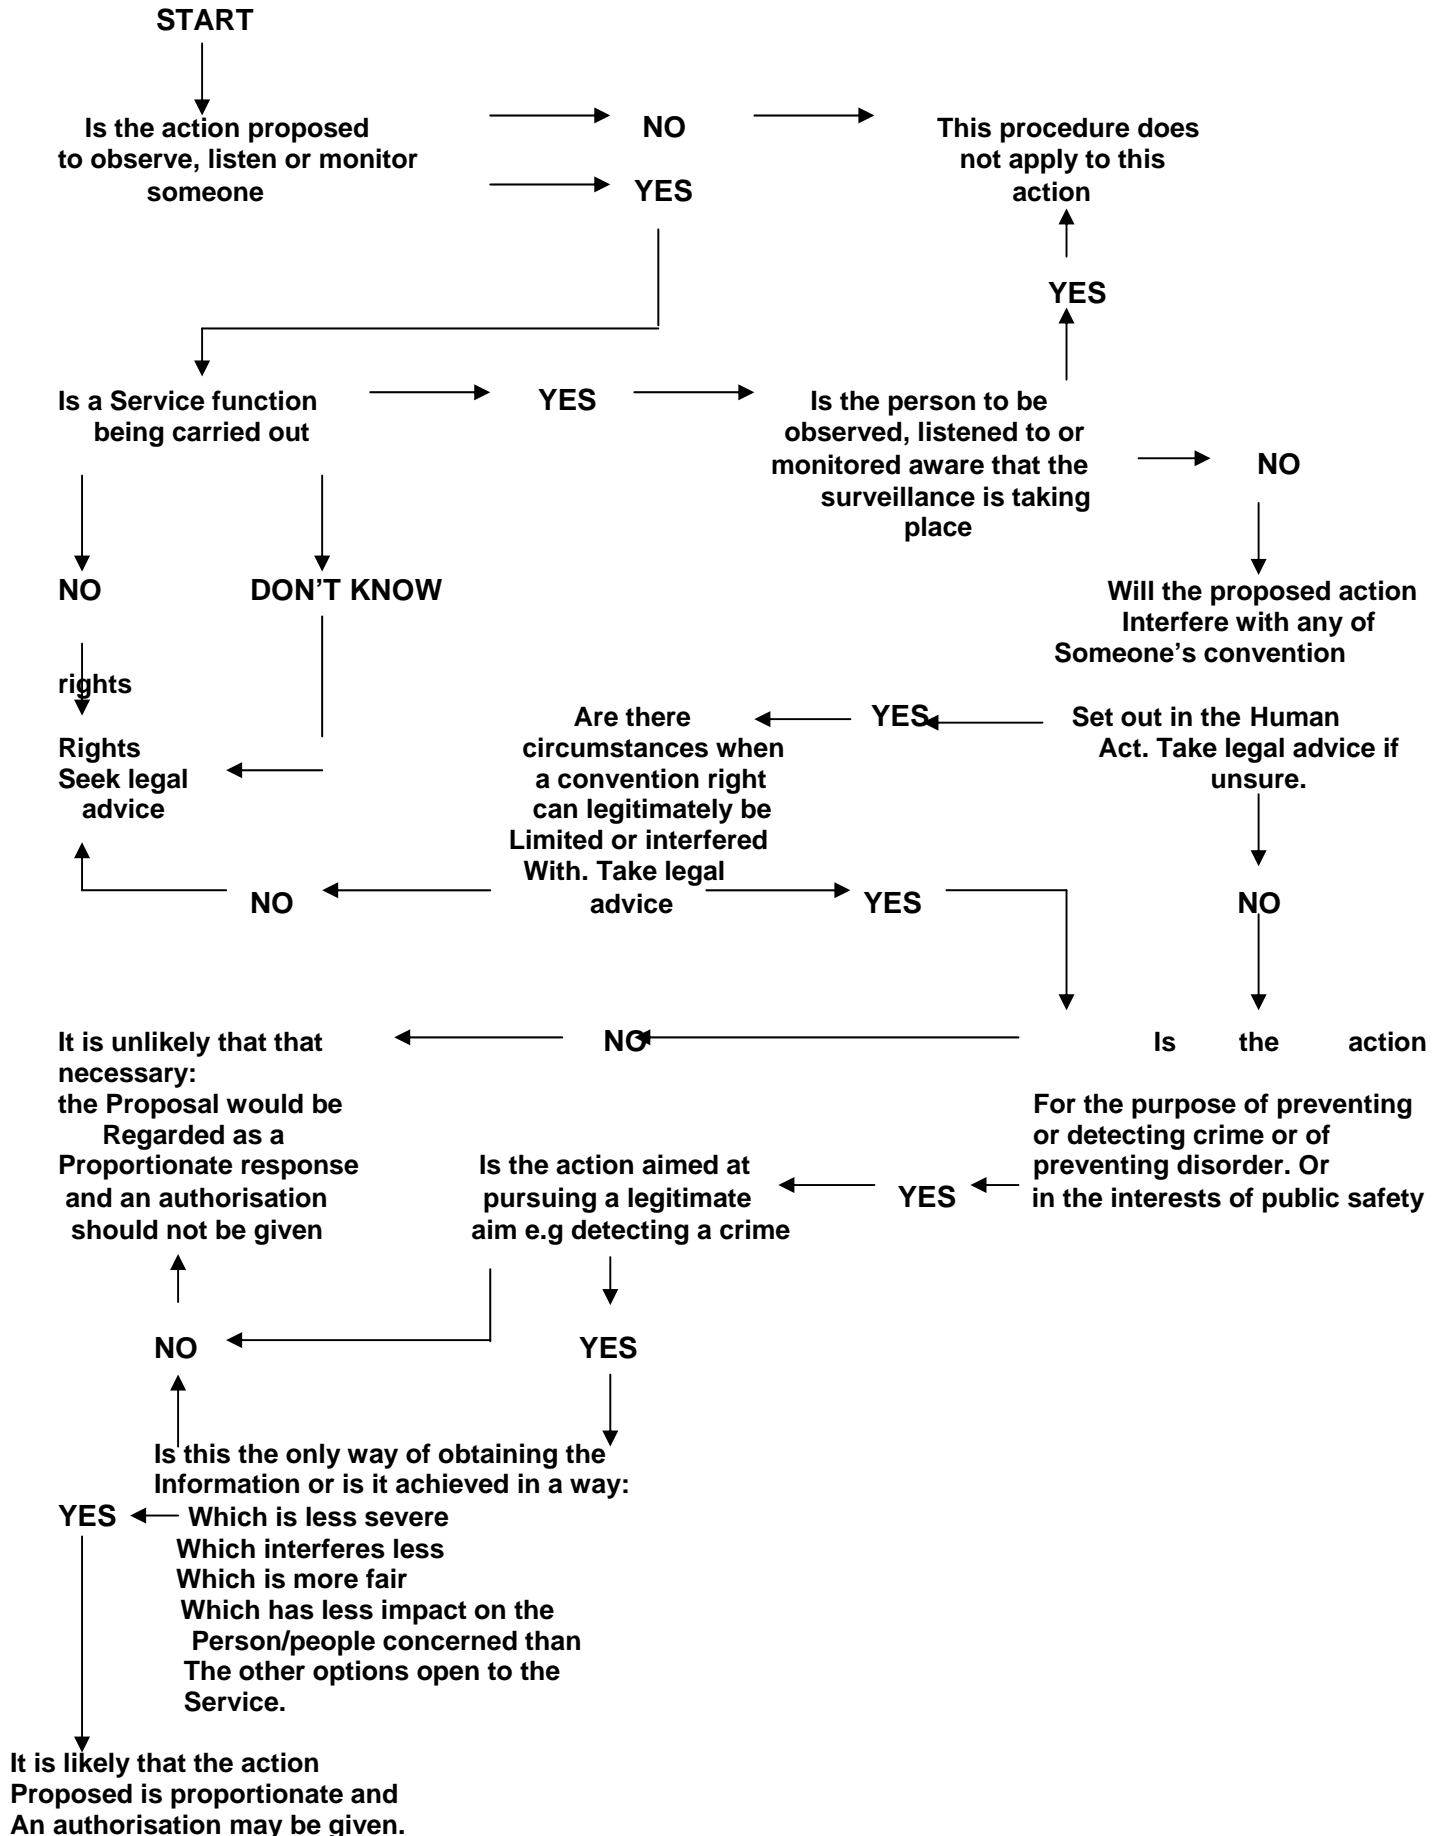 START
Is the action proposed
to observe, listen or monitor
someone
NO
YES
This procedure does
not apply to this
action
YES
Is a Service function
being carried out
YES
Is the person to be
observed, listened to or
monitored aware that the
surveillance is taking
place
NO
NO
DON'T KNOW
Will the proposed action
Interfere with any of
Someone's convention
rights
Rights
Seek legal
advice
Are there
circumstances when
a convention right
can legitimately be
Limited or interfered
With. Take legal
advice
YES
Set out in the Human
Act. Take legal advice if
unsure.
NO
YES
NO
It is unlikely that that
necessary:
the Proposal would be
Regarded as a
Proportionate response
and an authorisation
should not be given
NO
Is the action
For the purpose of preventing
or detecting crime or of
preventing disorder. Or
in the interests of public safety
YES
Is the action aimed at
pursuing a legitimate
aim e.g detecting a crime
NO
YES
Is this the only way of obtaining the
Information or is it achieved in a way:
YES
Which is less severe
Which interferes less
Which is more fair
Which has less impact on the
Person/people concerned than
The other options open to the
Service.
It is likely that the action
Proposed is proportionate and
An authorisation may be given.